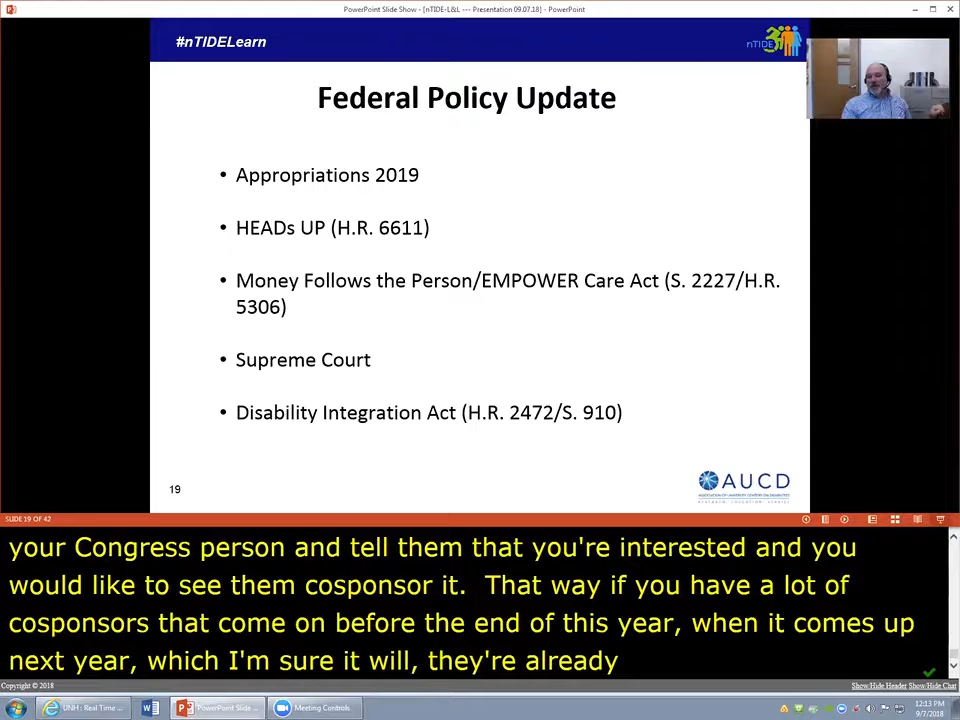 PowerPoint Slide Show - [nTIDE-L&L --- Presentation 09.07.18] - PowerPoint
#nTIDELearn
nTIDE
Federal Policy Update
• Appropriations 2019
• HEADs UP (H.R. 6611)
• Money Follows the Person/EMPOWER Care Act (S. 2227/H.R.
5306)
• Supreme Court
• Disability Integration Act (H.R. 2472/S. 910)
19
AUCD
ASSOCIATION OF UNIVERSITY CENTERS ON DISABILITIES
SLIDE 19 OF 42
your Congress person and tell them that you're interested and you
would like to see them cosponsor it.  That way if you have a lot of
cosponsors that come on before the end of this year, when it comes up
next year, which I'm sure it will, they're already
Copyright © 2018
Show/Hide Header Show/Hide Chat
UNH : Real Time ...
PowerPoint Slide ...
Meeting Controls
12:13 PM
9/7/2018